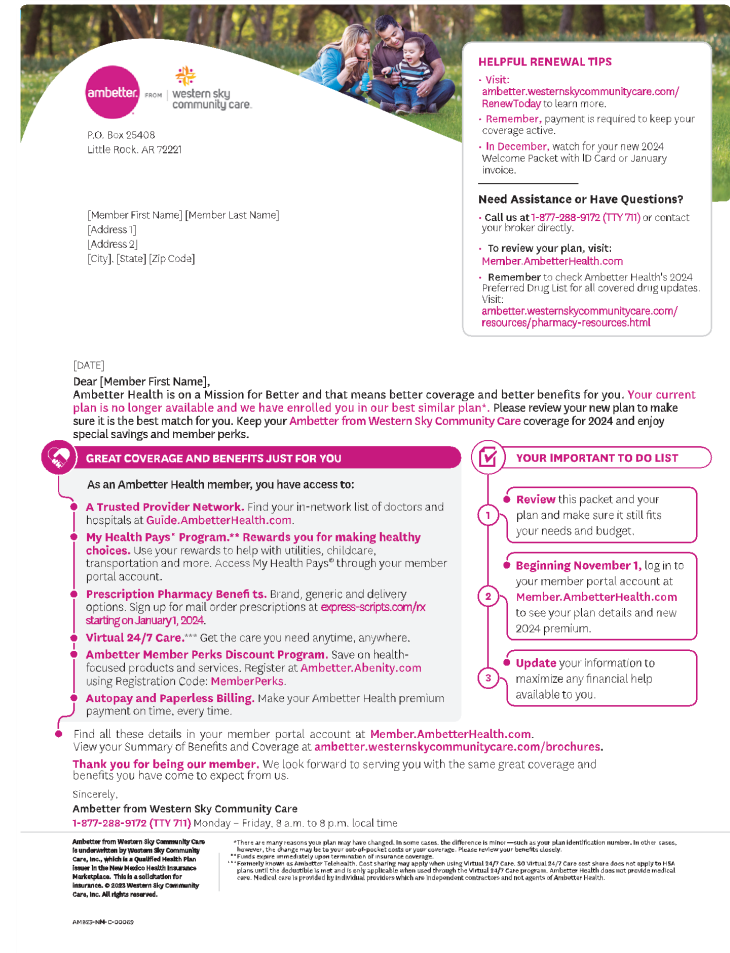 ambetter.
FROM
western sky
community care.
P.O. Box 25408
Little Rock, AR 72221
[Member First Name] [Member Last Name]
[Address 1]
[Address 2]
[City], [State] [Zip Code]
HELPFUL RENEWAL TIPS
• Visit:
ambetter.westernskycommunitycare.com/
RenewToday to learn more.
• Remember, payment is required to keep your
coverage active.
• In December, watch for your new 2024
Welcome Packet with ID Card or January
invoice.
Need Assistance or Have Questions?
• Call us at 1-877-288-9172 (TTY 711) or contact
your broker directly.
• To review your plan, visit:
Member.AmbetterHealth.com
• Remember to check Ambetter Health's 2024
Preferred Drug List for all covered drug updates.
Visit:
ambetter.westernskycommunitycare.com/
resources/pharmacy-resources.html
[DATE]
Dear [Member First Name],
Ambetter Health is on a Mission for Better and that means better coverage and better benefits for you. Your current
plan is no longer available and we have enrolled you in our best similar plan*. Please review your new plan to make
sure it is the best match for you. Keep your Ambetter from Western Sky Community Care coverage for 2024 and enjoy
special savings and member perks.
GREAT COVERAGE AND BENEFITS JUST FOR YOU
As an Ambetter Health member, you have access to:
A Trusted Provider Network. Find your in-network list of doctors and
hospitals at Guide.AmbetterHealth.com.
My Health Pays® Program.** Rewards you for making healthy
choices. Use your rewards to help with utilities, childcare,
transportation and more. Access My Health Pays® through your member
portal account.
Prescription Pharmacy Benefits. Brand, generic and delivery
options. Sign up for mail order prescriptions at express-scripts.com/rx
starting on January 1, 2024.
Virtual 24/7 Care.*** Get the care you need anytime, anywhere.
Ambetter Member Perks Discount Program. Save on health-
focused products and services. Register at Ambetter.Abenity.com
using Registration Code: MemberPerks.
Autopay and Paperless Billing. Make your Ambetter Health premium
payment on time, every time.
YOUR IMPORTANT TO DO LIST
1
Review this packet and your
plan and make sure it still fits
your needs and budget.
2
Beginning November 1, log in to
your member portal account at
Member.AmbetterHealth.com
to see your plan details and new
2024 premium.
3
Update your information to
maximize any financial help
available to you.
Find all these details in your member portal account at Member.AmbetterHealth.com.
View your Summary of Benefits and Coverage at ambetter.westernskycommunitycare.com/brochures.
Thank you for being our member. We look forward to serving you with the same great coverage and
benefits you have come to expect from us.
Sincerely,
Ambetter from Western Sky Community Care
1-877-288-9172 (TTY 711) Monday – Friday, 8 a.m. to 8 p.m. local time
Ambetter from Western Sky Community Care
is underwritten by Western Sky Community
Care, Inc., which is a Qualified Health Plan
issuer in the New Mexico Health Insurance
Marketplace. This is a solicitation for
insurance. © 2023 Western Sky Community
Care, Inc. All rights reserved.
*There are many reasons your plan may have changed. In some cases, the difference is minor—such as your plan identification number. In other cases,
however, the change may be to your out-of-pocket costs or your coverage. Please review your benefits closely.
**Funds expire immediately upon termination of insurance coverage.
***Formerly known as Ambetter Telehealth. Cost sharing may apply when using Virtual 24/7 Care. $0 Virtual 24/7 Care cost share does not apply to HSA
plans until the deductible is met and is only applicable when used through the Virtual 24/7 Care program. Ambetter Health does not provide medical
care. Medical care is provided by individual providers which are independent contractors and not agents of Ambetter Health.
AMB23-NM-C-00069